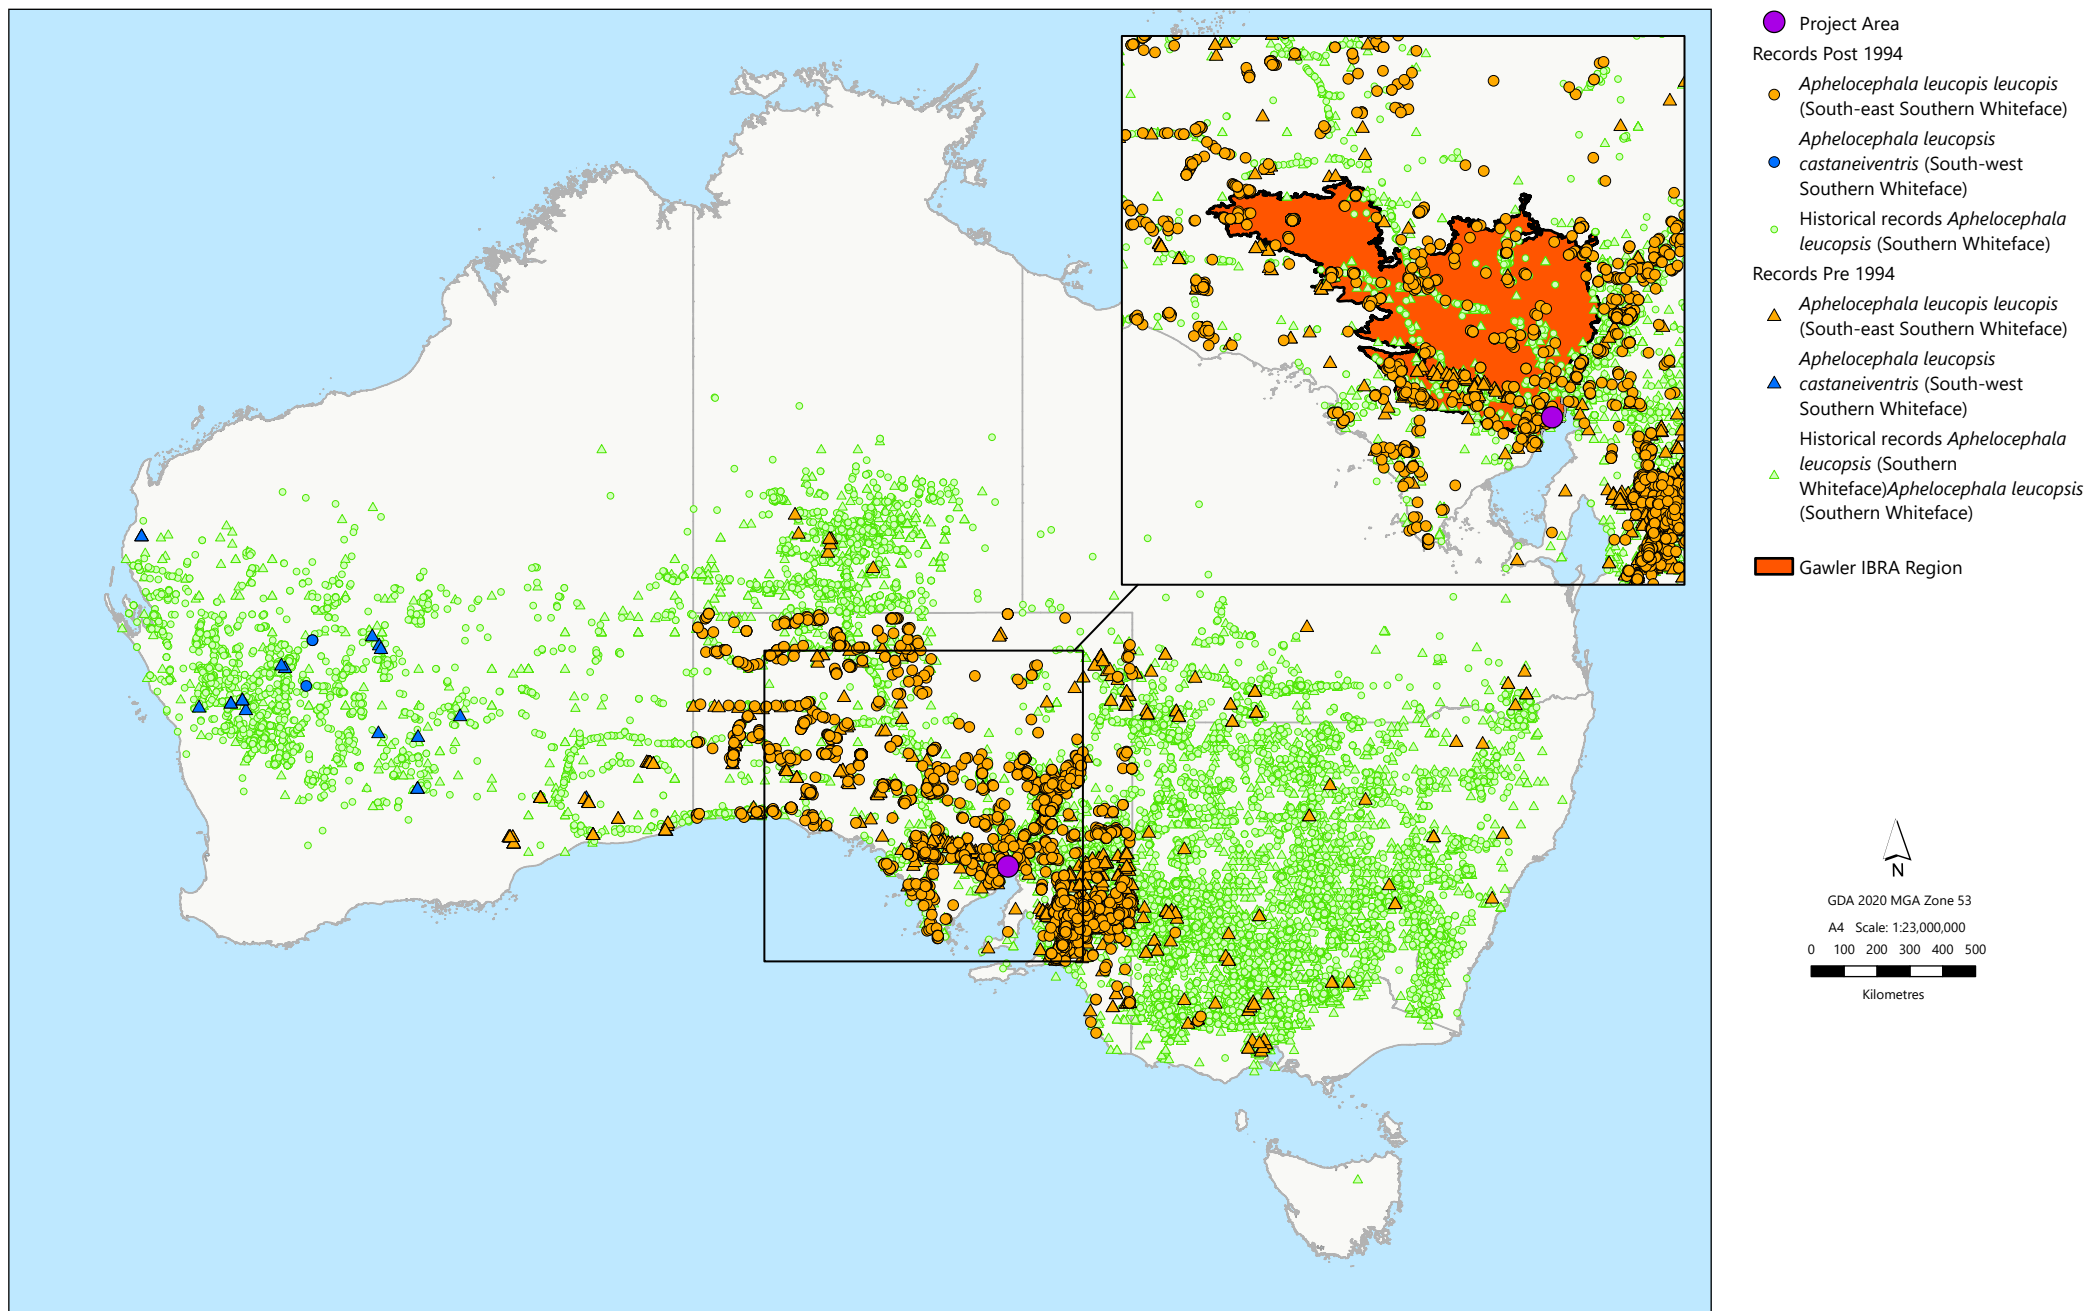 Project Area
Records Post 1994
Aphelocephala leucopis leucopis
(South-east Southern Whiteface)
Aphelocephala leucopsis
castaneiventris (South-west
Southern Whiteface)
Historical records Aphelocephala
leucopsis (Southern Whiteface)
Records Pre 1994
Aphelocephala leucopis leucopis
(South-east Southern Whiteface)
Aphelocephala leucopsis
castaneiventris (South-west
Southern Whiteface)
Historical records Aphelocephala
leucopsis (Southern
Whiteface)Aphelocephala leucopsis
(Southern Whiteface)
Gawler IBRA Region
N
GDA 2020 MGA Zone 53
A4 Scale: 1:23,000,000
0 100 200 300 400 500
Kilometres